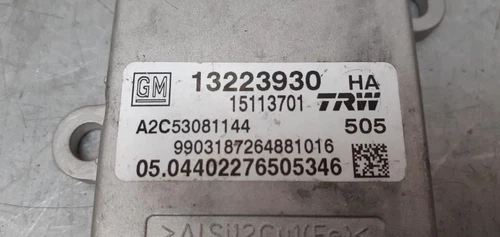 GM 13223930 HA
15113701 TRW
A2C53081144 505
9903187264881016
05.04402276505346